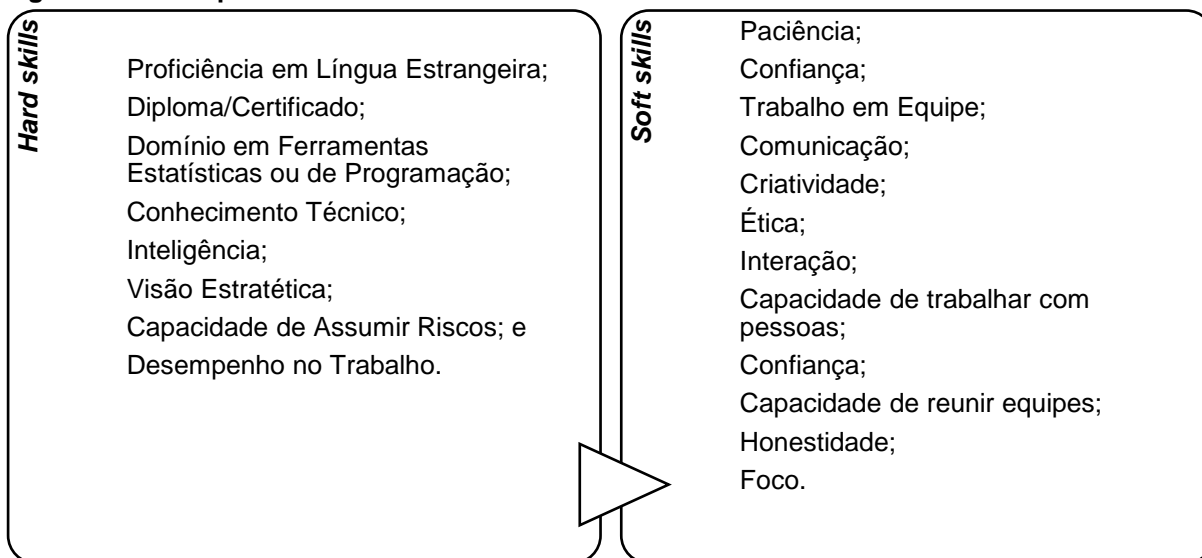 Hard skills
Proficiência em Língua Estrangeira;
Diploma/Certificado;
Domínio em Ferramentas
Estatísticas ou de Programação;
Conhecimento Técnico;
Inteligência;
Visão Estratética;
Capacidade de Assumir Riscos; e
Desempenho no Trabalho.
Soft skills
Paciência;
Confiança;
Trabalho em Equipe;
Comunicação;
Criatividade;
Ética;
Interação;
Capacidade de trabalhar com
pessoas;
Confiança;
Capacidade de reunir equipes;
Honestidade;
Foco.